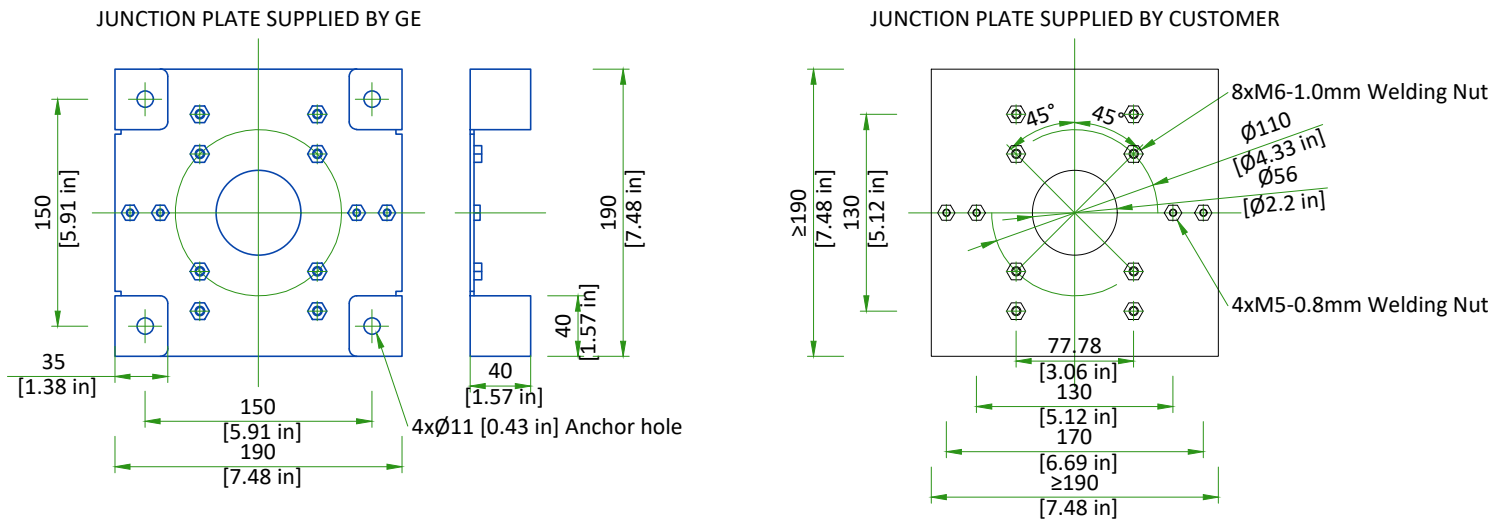 JUNCTION PLATE SUPPLIED BY GE
150
[5.91 in]
35
[1.38 in]
150
[5.91 in]
190
[7.48 in]
4xØ11 [0.43 in] Anchor hole
190
[7.48 in]
40
[1.57 in]
40
[1.57 in]
JUNCTION PLATE SUPPLIED BY CUSTOMER
≥190
[7.48 in]
130
[5.12 in]
45°
45°
8xM6-1.0mm Welding Nut
Ø110
[Ø4.33 in]
Ø56
[Ø2.2 in]
4xM5-0.8mm Welding Nut
77.78
[3.06 in]
130
[5.12 in]
170
[6.69 in]
≥190
[7.48 in]